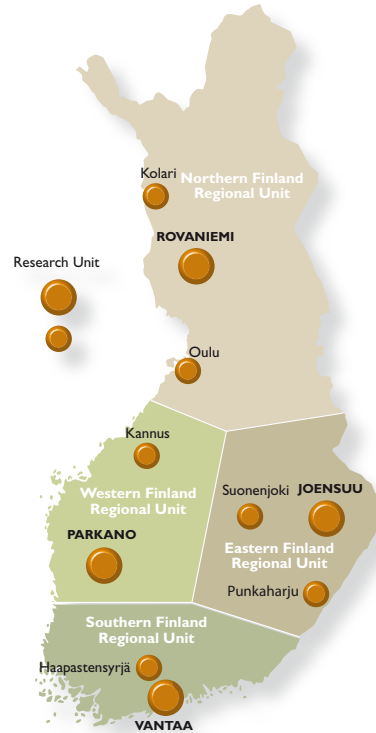 Kolari
Northern Finland
Regional Unit
ROVANIEMI
Research Unit
Oulu
Kannus
Western Finland
Regional Unit
Suonenjoki
JOENSUU
PARKANO
Eastern Finland
Regional Unit
Punkaharju
Southern Finland
Regional Unit
Haapastensyrjä
VANTAA